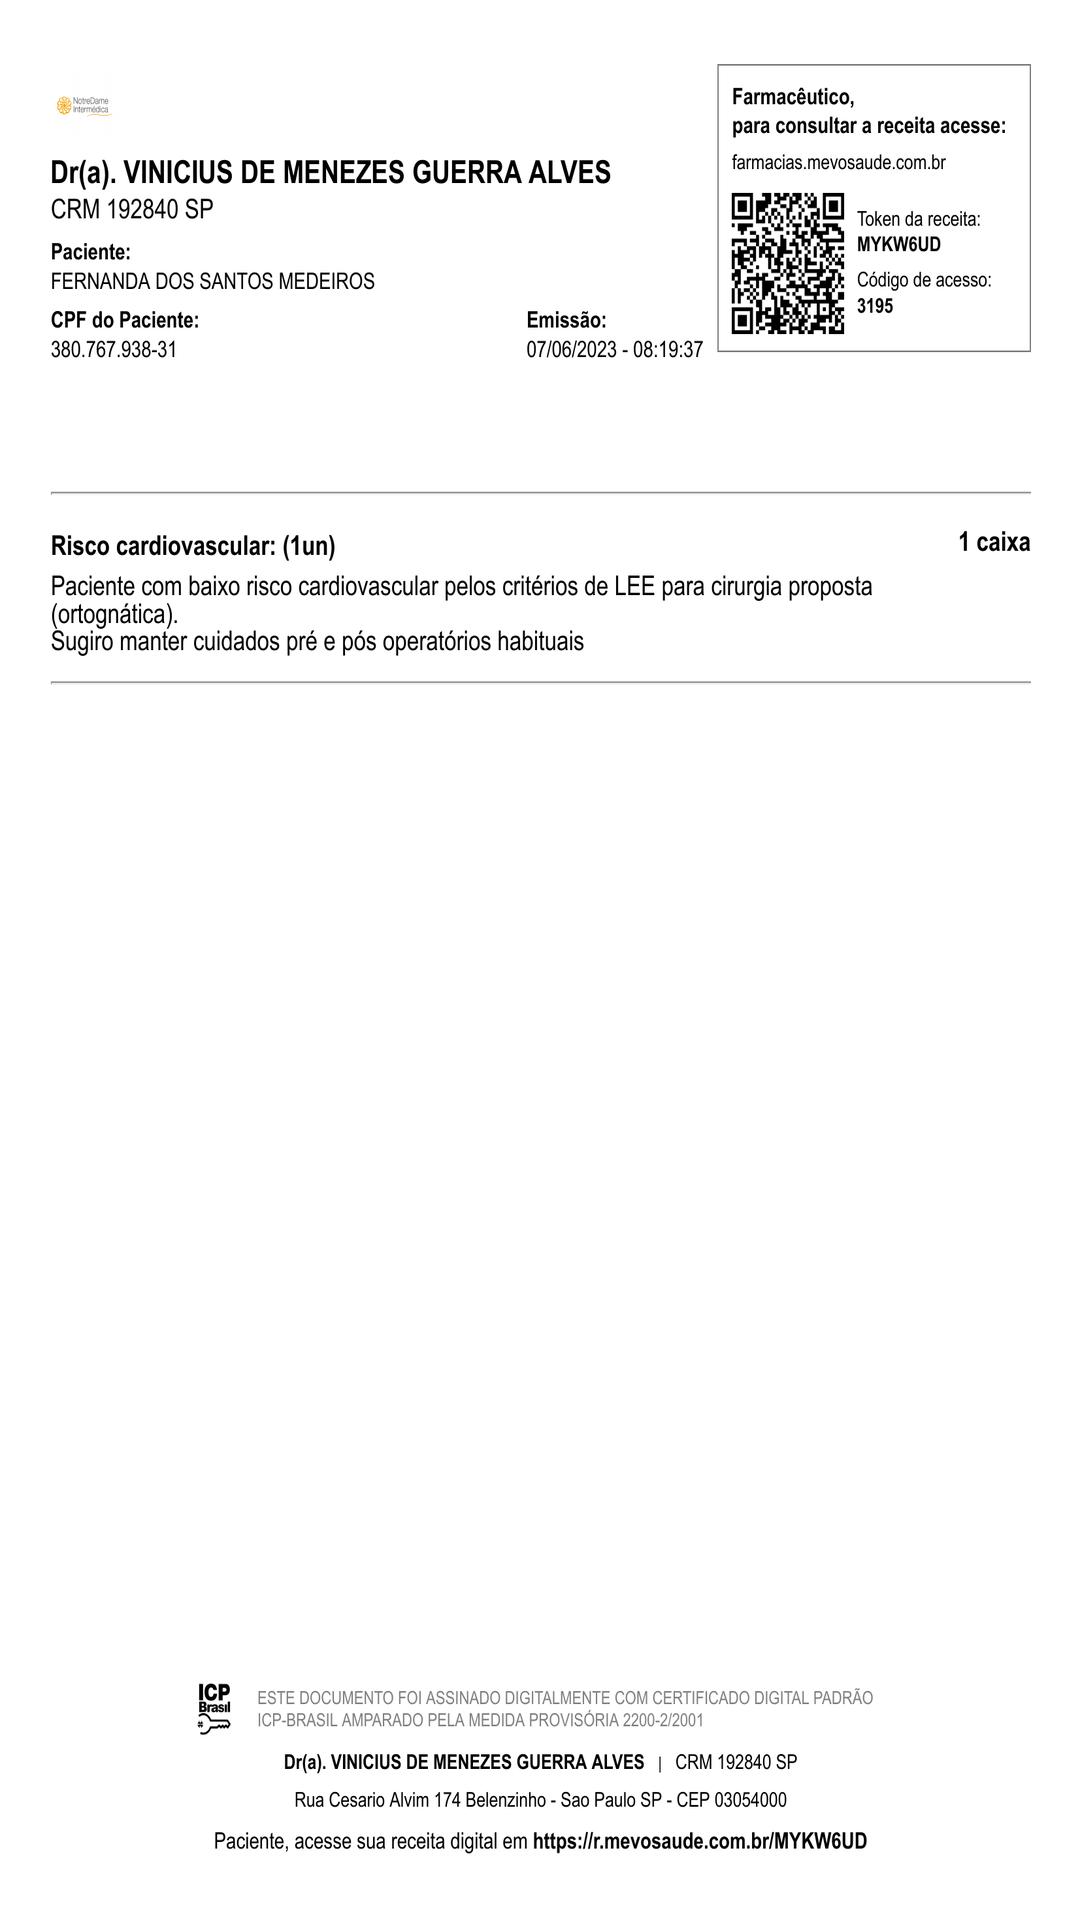 NotreDame
Intermédica
Farmacêutico,
para consultar a receita acesse:
farmacias.mevosaude.com.br
Token da receita:
MYKW6UD
Código de acesso:
3195
Dr(a). VINICIUS DE MENEZES GUERRA ALVES
CRM 192840 SP
Paciente:
FERNANDA DOS SANTOS MEDEIROS
CPF do Paciente:
380.767.938-31
Emissão:
07/06/2023 - 08:19:37
Risco cardiovascular: (1un)
1 caixa
Paciente com baixo risco cardiovascular pelos critérios de LEE para cirurgia proposta
(ortognática).
Sugiro manter cuidados pré e pós operatórios habituais
ICP
Brasil
ESTE DOCUMENTO FOI ASSINADO DIGITALMENTE COM CERTIFICADO DIGITAL PADRÃO
ICP-BRASIL AMPARADO PELA MEDIDA PROVISÓRIA 2200-2/2001
Dr(a). VINICIUS DE MENEZES GUERRA ALVES | CRM 192840 SP
Rua Cesario Alvim 174 Belenzinho - Sao Paulo SP - CEP 03054000
Paciente, acesse sua receita digital em https://r.mevosaude.com.br/MYKW6UD